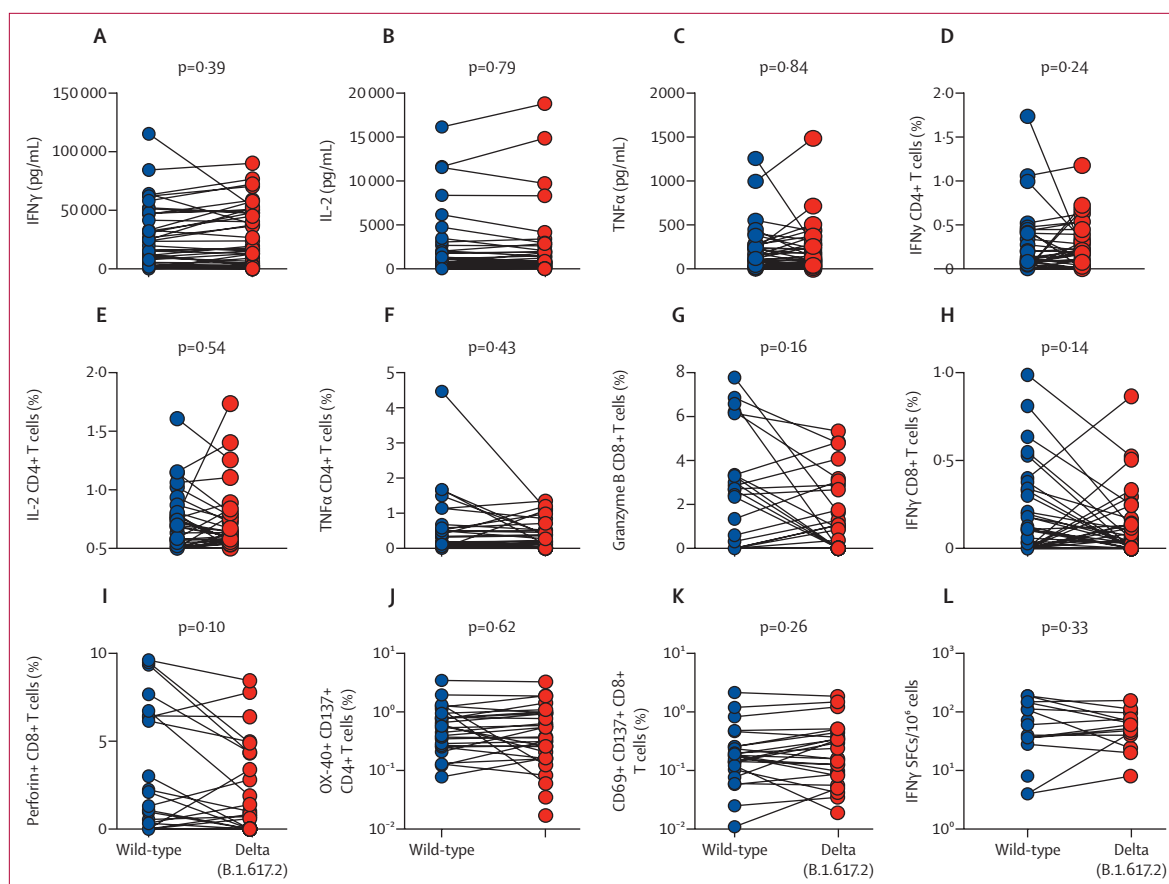 A
B
C
D
p=0·39
p=0·79
p=0·84
p=0·24
IFNγ (pg/mL)
150 000
100 000
50 000
0
IL-2 (pg/mL)
20 000
15 000
10 000
5000
0
TNFα (pg/mL)
2000
1500
1000
500
0
IFNγ CD4+ T cells (%)
2·0
1·5
1·0
0·5
0
E
F
G
H
p=0·54
p=0·43
p=0·16
p=0·14
IL-2 CD4+ T cells (%)
2·0
1·5
1·0
0·5
TNFα CD4+ T cells (%)
5
4
3
2
1
0
Granzyme B CD8+ T cells (%)
8
6
4
2
0
IFNγ CD8+ T cells (%)
1·0
0·5
0
I
J
K
L
p=0·10
p=0·62
p=0·26
p=0·33
Perforin+ CD8+ T cells (%)
10
5
0
Wild-type
Delta
(B.1.617.2)
OX-40+ CD137+
CD4+ T cells (%)
10¹
10⁰
10⁻¹
10⁻²
CD69+ CD137+ CD8+
T cells (%)
10¹
10⁰
10⁻¹
10⁻²
Wild-type
Delta
(B.1.617.2)
IFNγ SFCs/10⁶ cells
10³
10²
10¹
10⁰
Wild-type
Delta
(B.1.617.2)